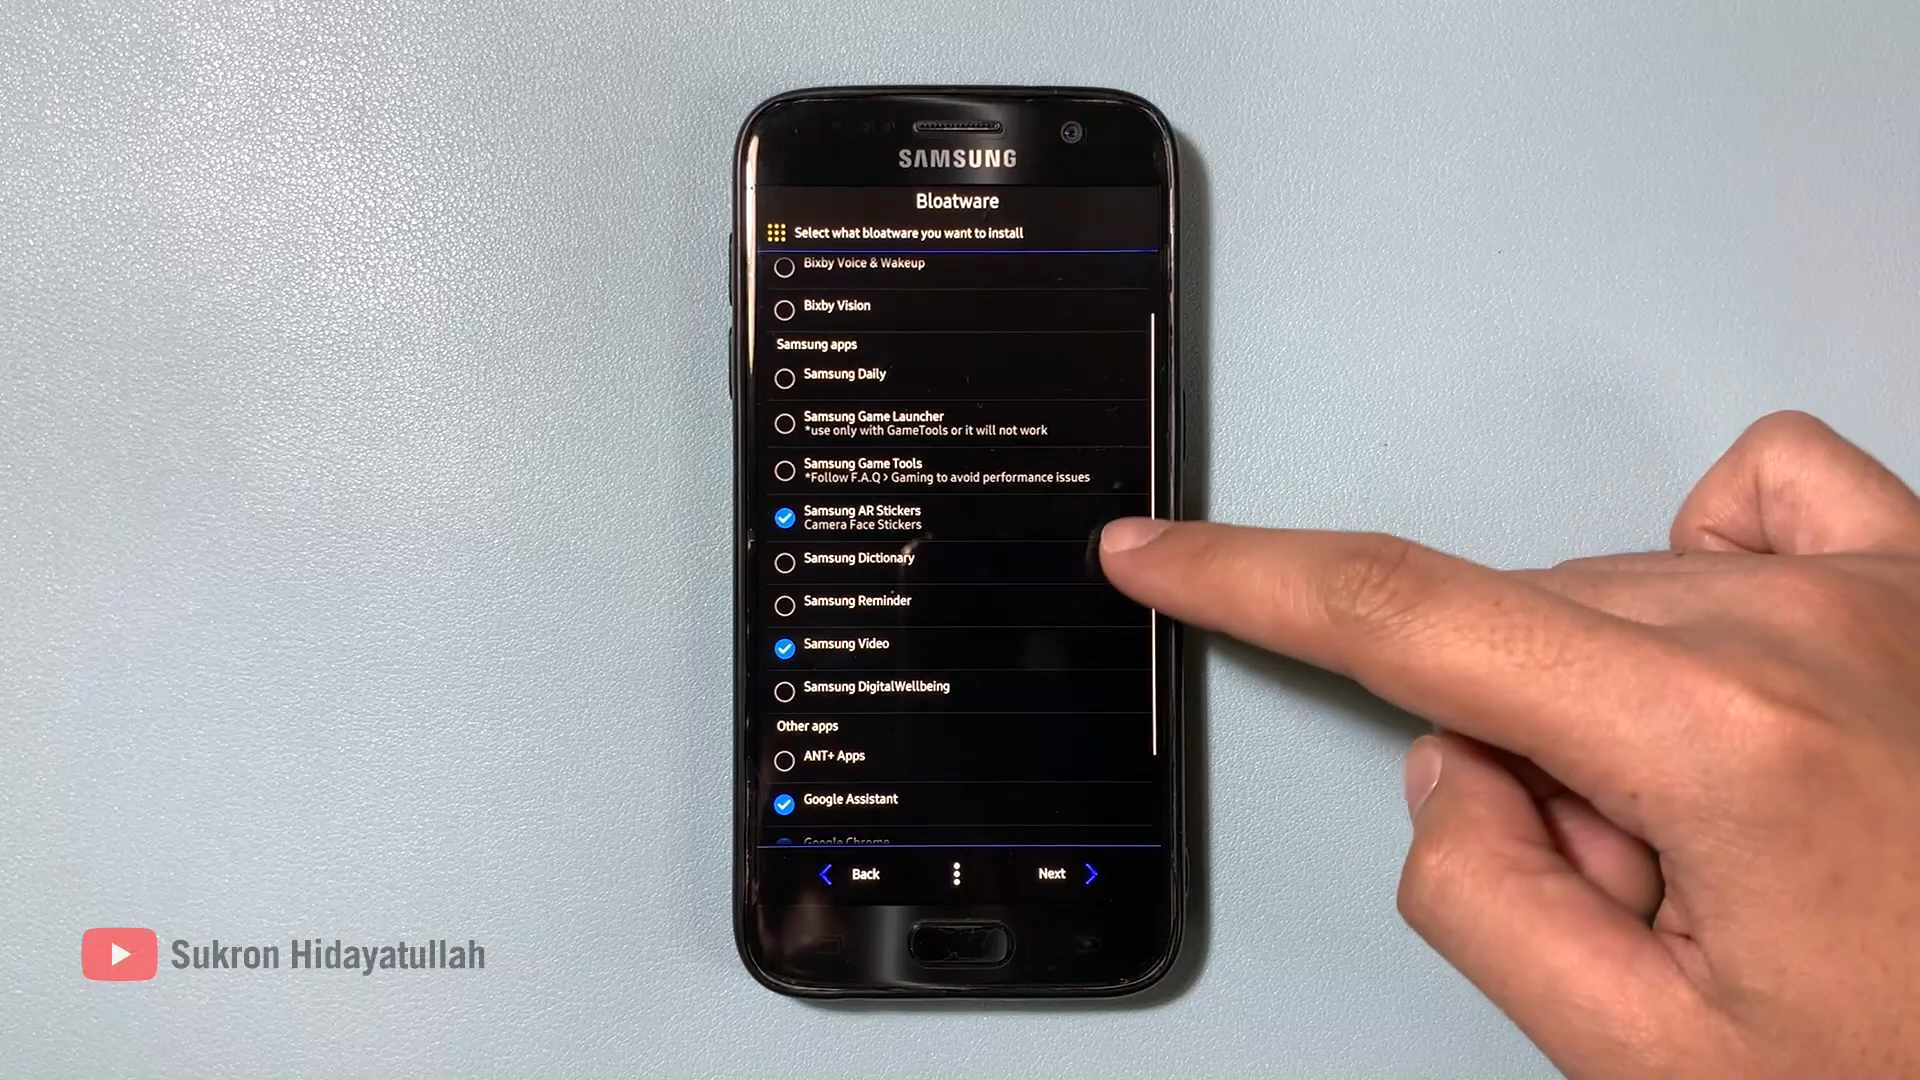 SAMSUNG
Bloatware
Select what bloatware you want to install
Bixby Voice & Wakeup
Bixby Vision
Samsung apps
Samsung Daily
Samsung Game Launcher
*use only with GameTools or it will not work
Samsung Game Tools
*Follow F.A.Q > Gaming to avoid performance issues
Samsung AR Stickers
Camera Face Stickers
Samsung Dictionary
Samsung Reminder
Samsung Video
Samsung DigitalWellbeing
Other apps
ANT+ Apps
Google Assistant
Google Chrome
Back
Next
Sukron Hidayatullah